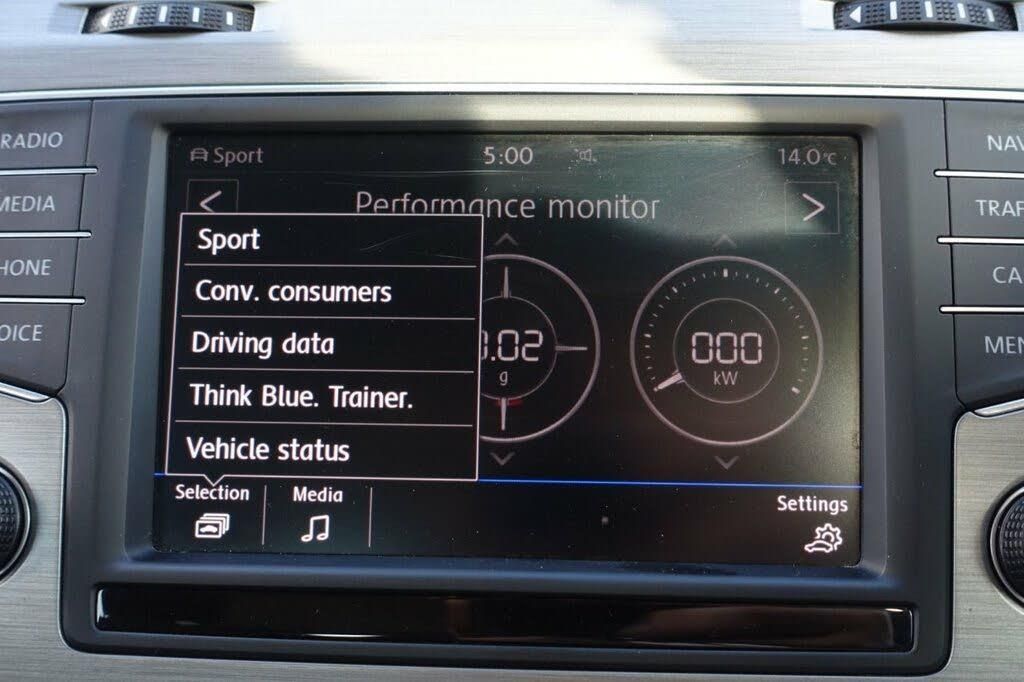 RADIO
MEDIA
HONE
OICE
Sport
5:00
14.0°C
Performance monitor
Sport
Conv. consumers
Driving data
Think Blue. Trainer.
Vehicle status
.02
g
000
kW
Selection
Media
Settings
NAV
TRAF
CA
MEN